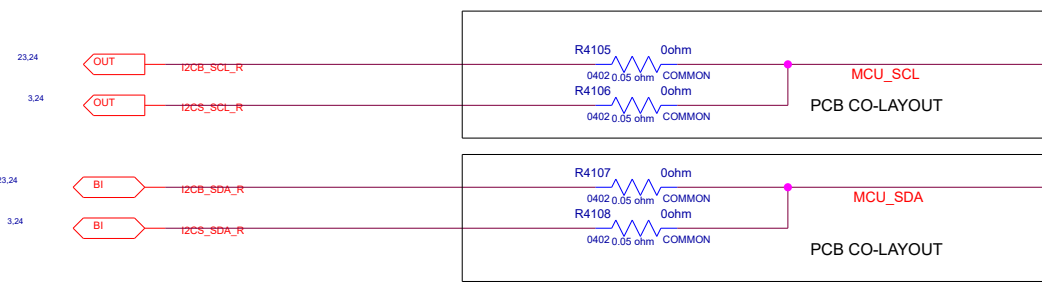 23,24 OUT I2CB_SCL_R R4105 0ohm
0402 0.05 ohm COMMON
MCU_SCL
3,24 OUT I2CS_SCL_R R4106 0ohm
0402 0.05 ohm COMMON
PCB CO-LAYOUT
23,24 BI I2CB_SDA_R R4107 0ohm
0402 0.05 ohm COMMON
MCU_SDA
3,24 BI I2CS_SDA_R R4108 0ohm
0402 0.05 ohm COMMON
PCB CO-LAYOUT